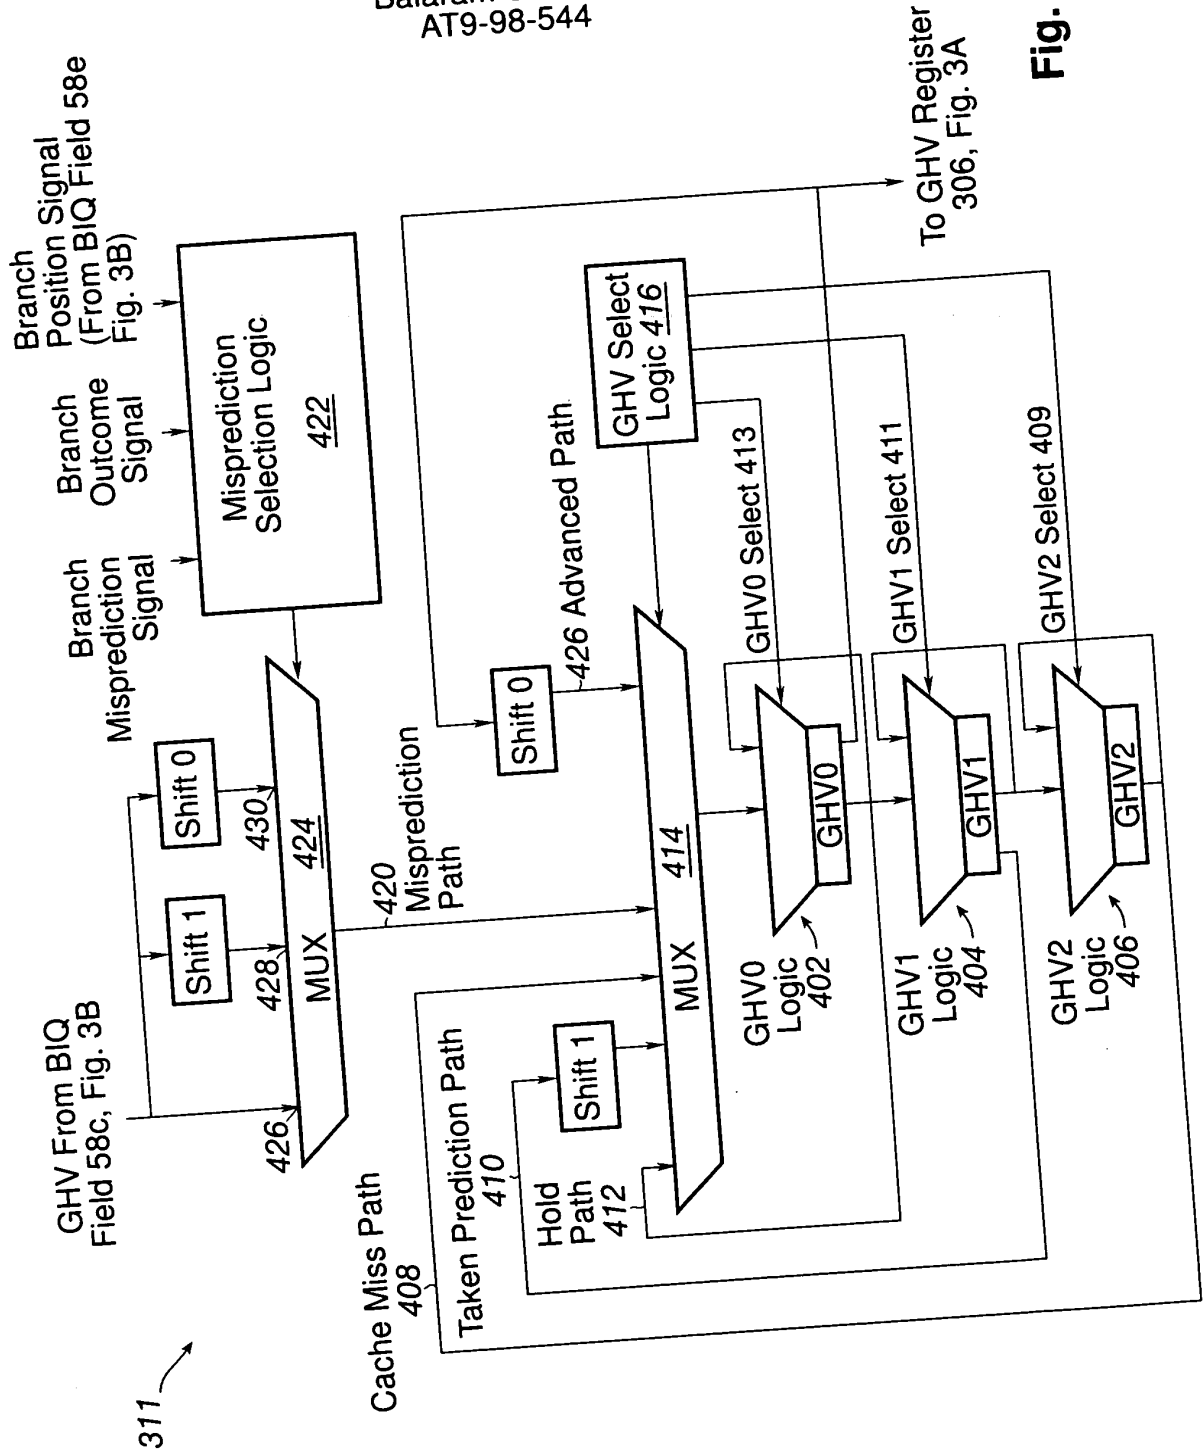 AT9-98-544
311
GHV From BIQ
Field 58c, Fig. 3B
Branch
Misprediction
Signal
Branch
Outcome
Signal
Branch
Position Signal
(From BIQ Field 58e
Fig. 3B)
Shift 1
Shift 0
Misprediction
Selection Logic
422
426
428
430
MUX
424
420
Misprediction
Path
Cache Miss Path
408
Taken Prediction Path
410
Hold
Path
412
Shift 1
Shift 0
426 Advanced Path
GHV Select
Logic 416
MUX
414
GHV0 Select 413
GHV0
GHV0
Logic
402
GHV1 Select 411
GHV1
GHV1
Logic
404
GHV2 Select 409
GHV2
GHV2
Logic
406
To GHV Register
306, Fig. 3A
Fig.